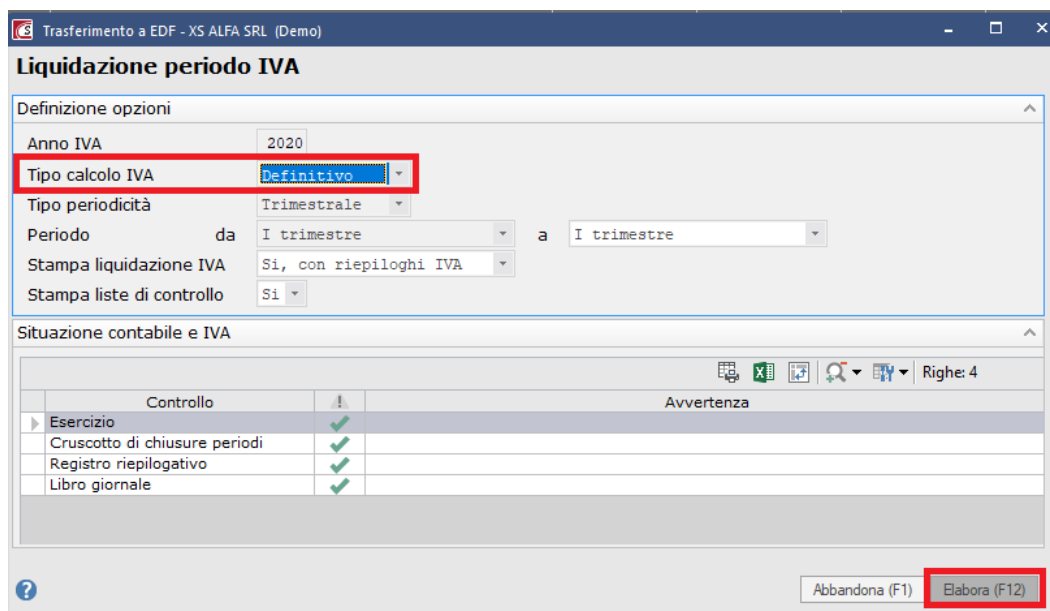 Trasferimento a EDF - XS ALFA SRL (Demo)
Liquidazione periodo IVA
Definizione opzioni
Anno IVA 2020
Tipo calcolo IVA Definitivo
Tipo periodicità Trimestrale
Periodo da I trimestre a I trimestre
Stampa liquidazione IVA Si, con riepiloghi IVA
Stampa liste di controllo Si
Situazione contabile e IVA
Righe: 4
Controllo Avvertenza
Esercizio
Cruscotto di chiusure periodi
Registro riepilogativo
Libro giornale
Abbandona (F1) Elabora (F12)